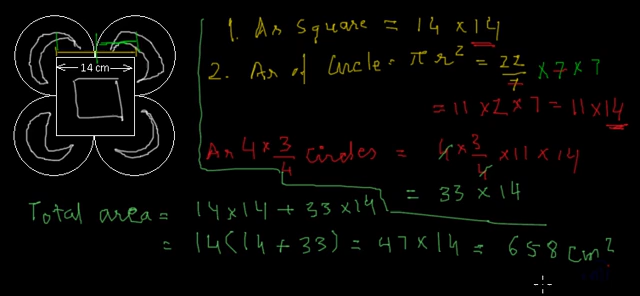 1. Ar square = 14 × 14
2. Ar of Circle = π r² = 22/7 × 7 × 7
= 11 × 2 × 7 = 11 × 14
14 cm
Ar 4 × 3/4 Circles = 4 × 3/4 × 11 × 14
= 33 × 14
Total area = 14 × 14 + 33 × 14
= 14 (14 + 33) = 47 × 14 = 658 cm²